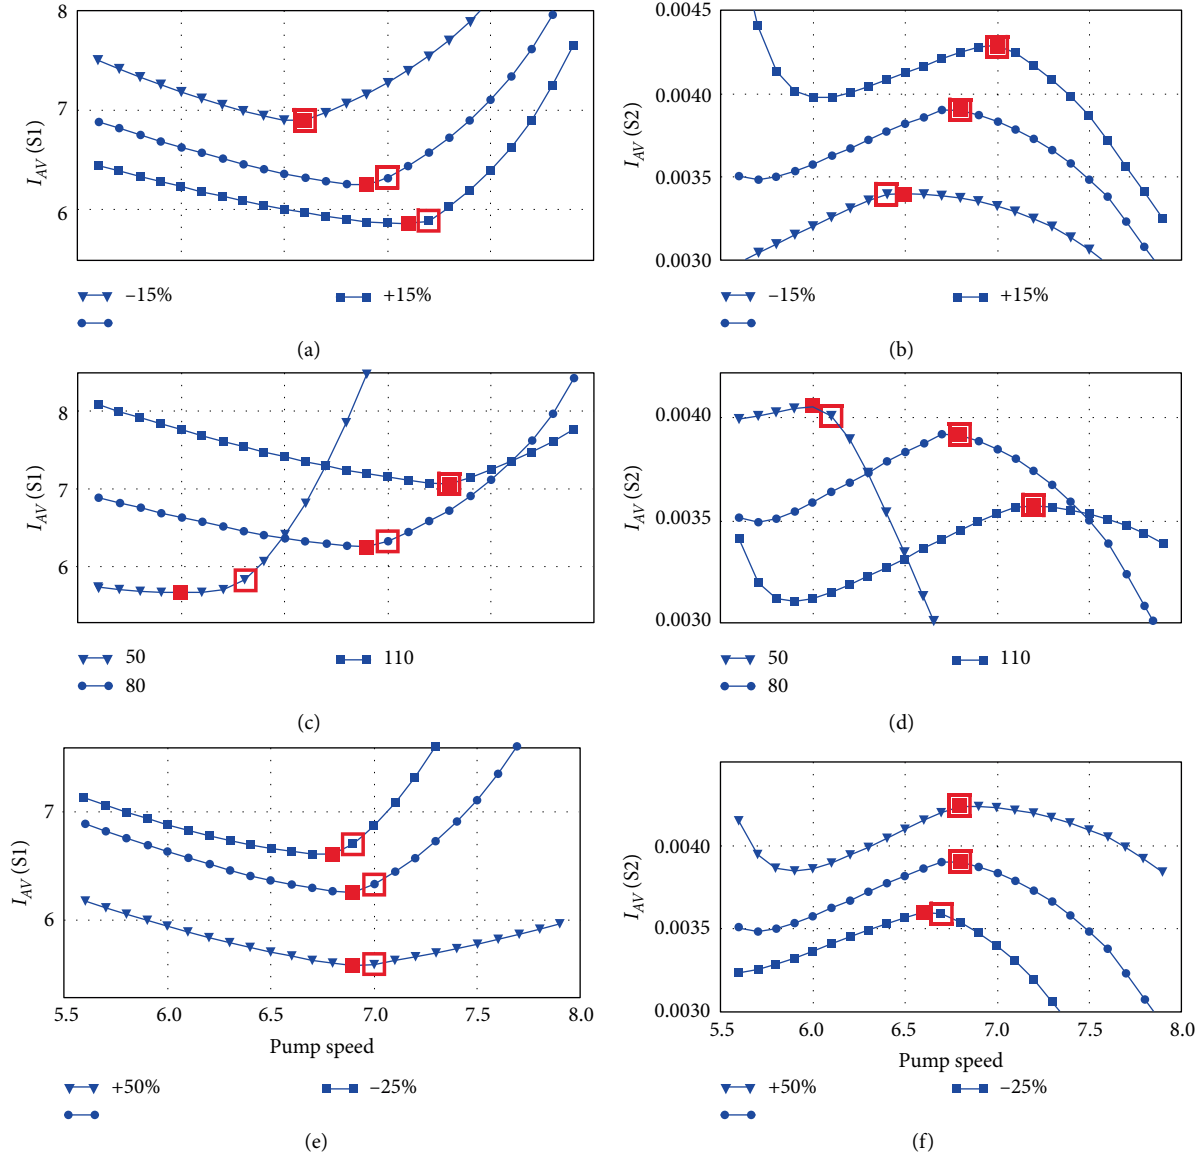 8
7
6
I_AV (S1)
–15%
+15%
(a)
0.0045
0.0040
0.0035
0.0030
I_AV (S2)
–15%
+15%
(b)
8
7
6
I_AV (S1)
50
110
80
(c)
0.0040
0.0035
0.0030
I_AV (S2)
50
110
80
(d)
7
6
I_AV (S1)
5.5 6.0 6.5 7.0 7.5 8.0
Pump speed
+50%
–25%
(e)
0.0040
0.0035
0.0030
I_AV (S2)
5.5 6.0 6.5 7.0 7.5 8.0
Pump speed
+50%
–25%
(f)